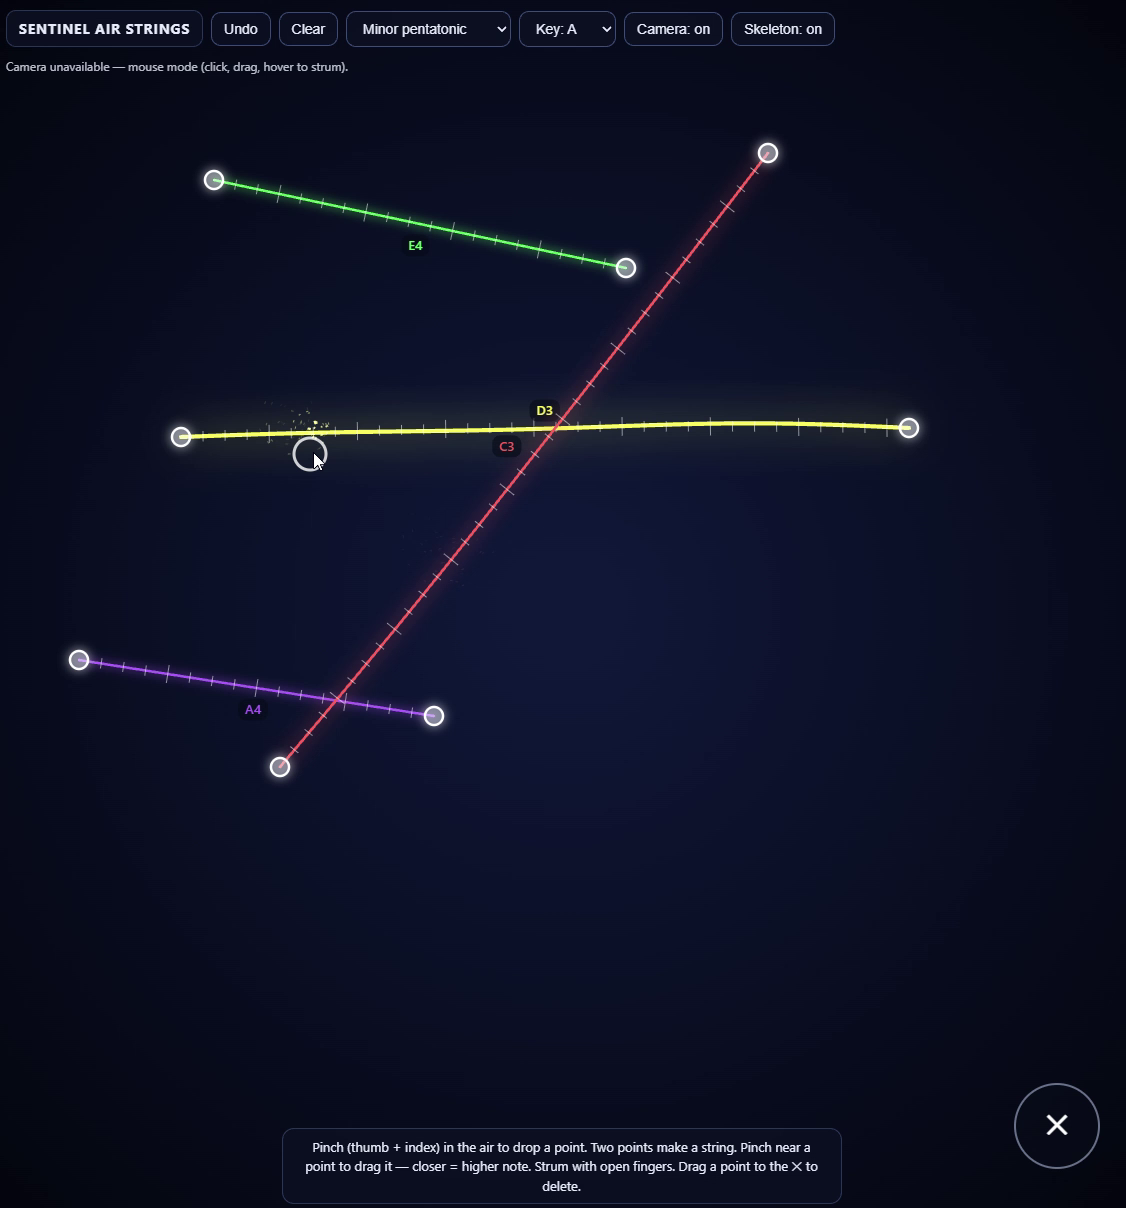 SENTINEL AIR STRINGS Undo Clear Minor pentatonic Key: A Camera: on Skeleton: on
Camera unavailable — mouse mode (click, drag, hover to strum).
E4
D3
C3
A4
Pinch (thumb + index) in the air to drop a point. Two points make a string. Pinch near a
point to drag it — closer = higher note. Strum with open fingers. Drag a point to the ✕ to
delete.